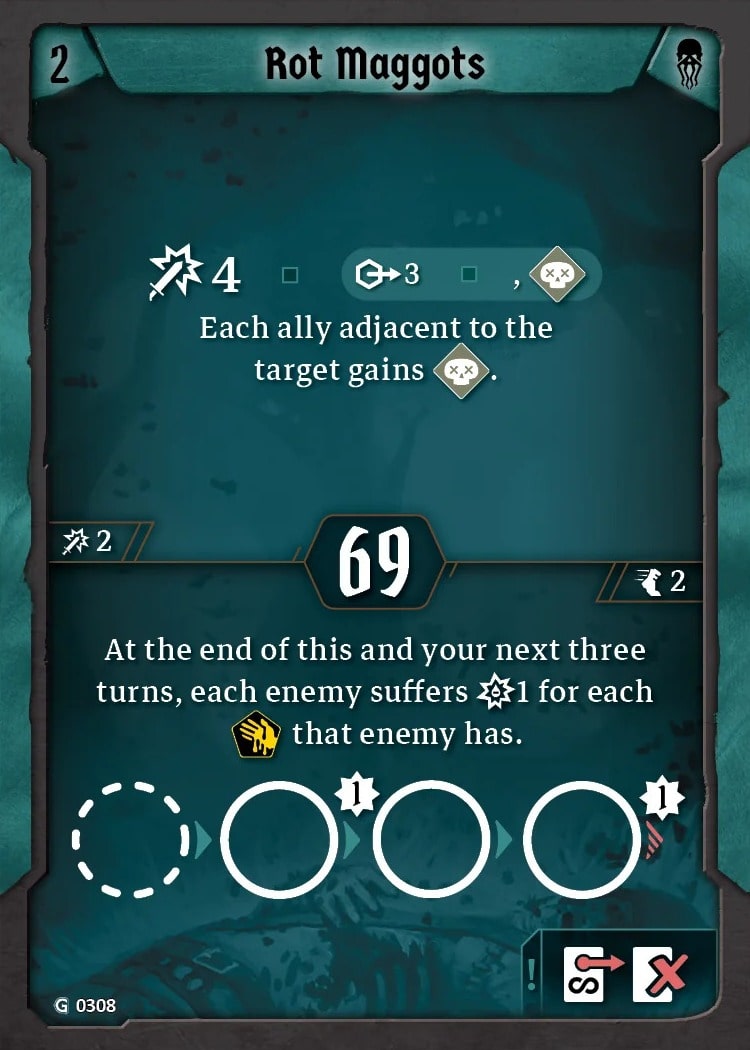 2
Rot Maggots
4
3
,
Each ally adjacent to the
target gains .
2
69
2
At the end of this and your next three
turns, each enemy suffers 1 for each
that enemy has.
1
1
!
G 0308